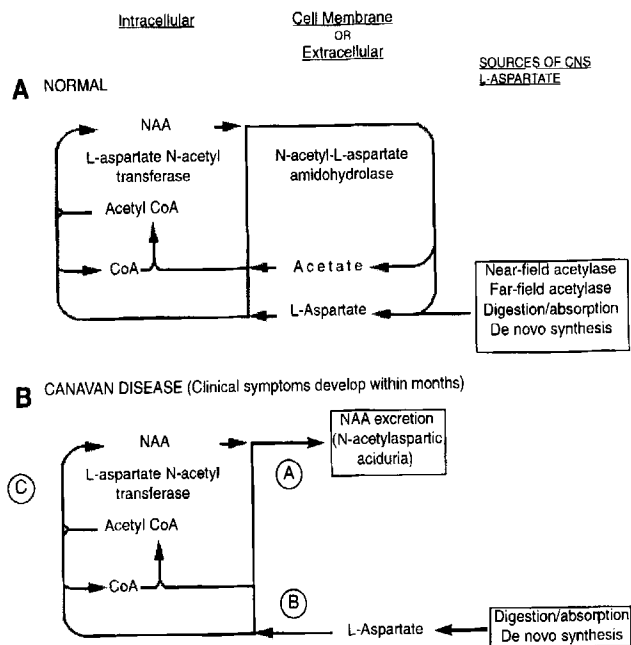 Intracellular
Cell Membrane
OR
Extracellular
SOURCES OF CNS
L-ASPARTATE
A NORMAL
NAA
L-aspartate N-acetyl
transferase
N-acetyl-L-aspartate
amidohydrolase
Acetyl CoA
CoA
Acetate
L-Aspartate
Near-field acetylase
Far-field acetylase
Digestion/absorption
De novo synthesis
B CANAVAN DISEASE (Clinical symptoms develop within months)
NAA
NAA excretion
(N-acetylaspartic
aciduria)
A
C
L-aspartate N-acetyl
transferase
Acetyl CoA
CoA
B
L-Aspartate
Digestion/absorption
De novo synthesis